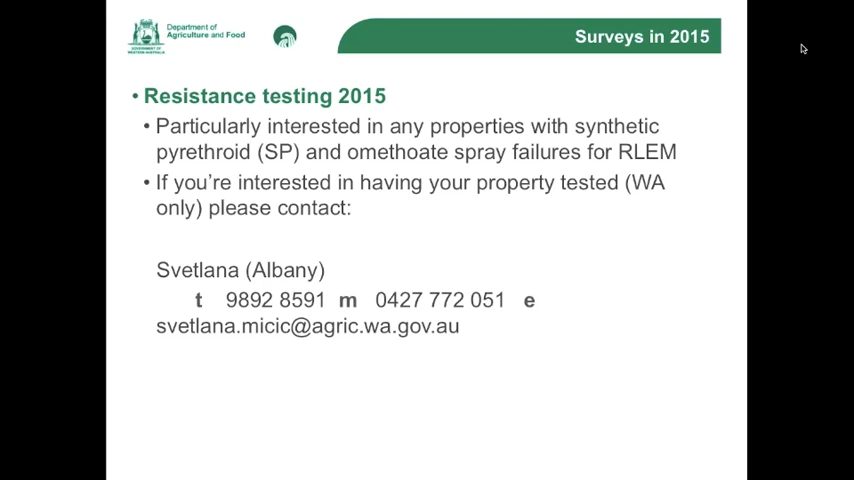 Department of
Agriculture and Food
GOVERNMENT OF
WESTERN AUSTRALIA
Surveys in 2015
• Resistance testing 2015
• Particularly interested in any properties with synthetic
pyrethroid (SP) and omethoate spray failures for RLEM
• If you're interested in having your property tested (WA
only) please contact:
Svetlana (Albany)
t 9892 8591 m 0427 772 051 e
svetlana.micic@agric.wa.gov.au